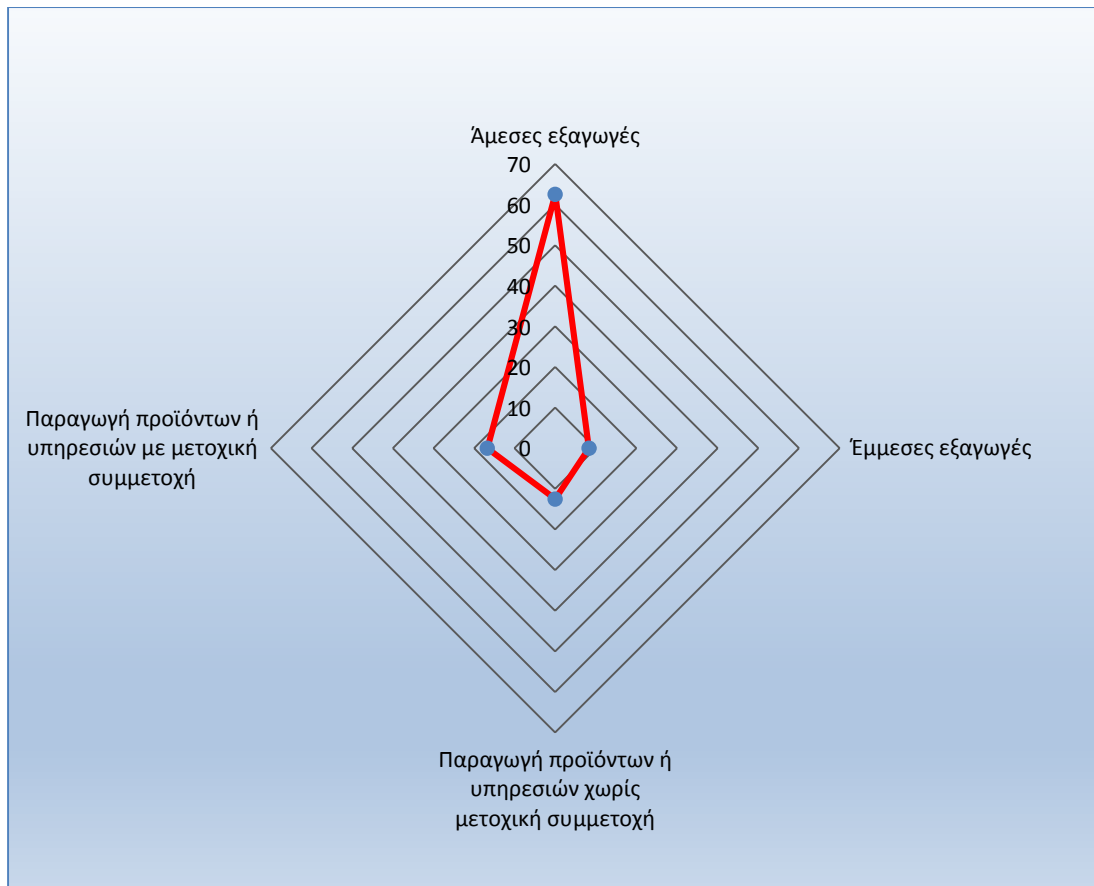 Άμεσες εξαγωγές
70
60
50
40
30
20
10
0
Παραγωγή προϊόντων ή
υπηρεσιών με μετοχική
συμμετοχή
Έμμεσες εξαγωγές
Παραγωγή προϊόντων ή
υπηρεσιών χωρίς
μετοχική συμμετοχή